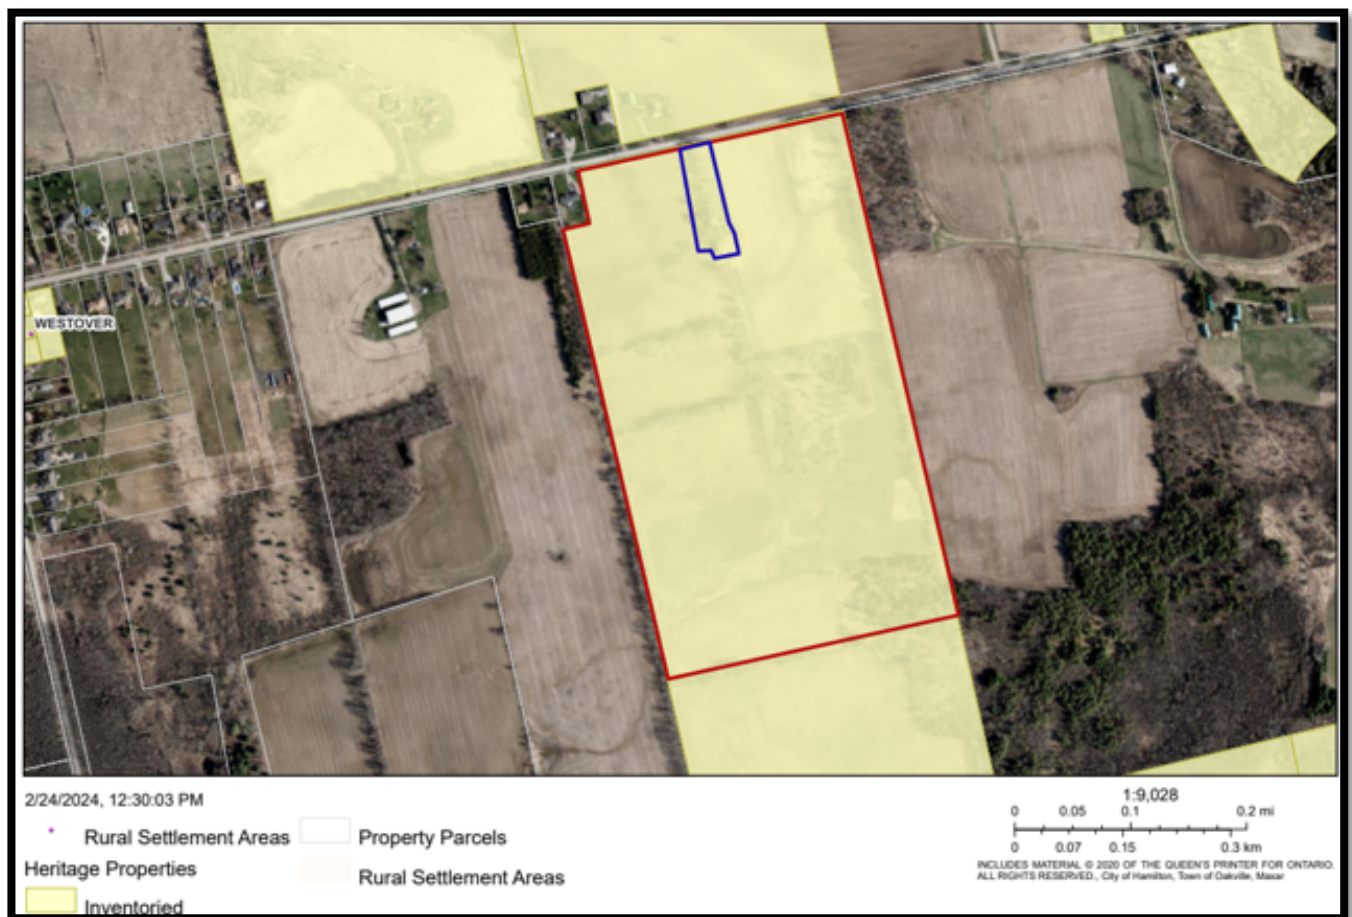 WESTOVER
2/24/2024, 12:30:03 PM
Rural Settlement Areas
Property Parcels
Heritage Properties
Rural Settlement Areas
Inventoried
1:9,028
0 0.05 0.1 0.2 mi
0 0.07 0.15 0.3 km
INCLUDES MATERIAL © 2020 OF THE QUEEN'S PRINTER FOR ONTARIO.
ALL RIGHTS RESERVED., City of Hamilton, Town of Oakville, Maxar